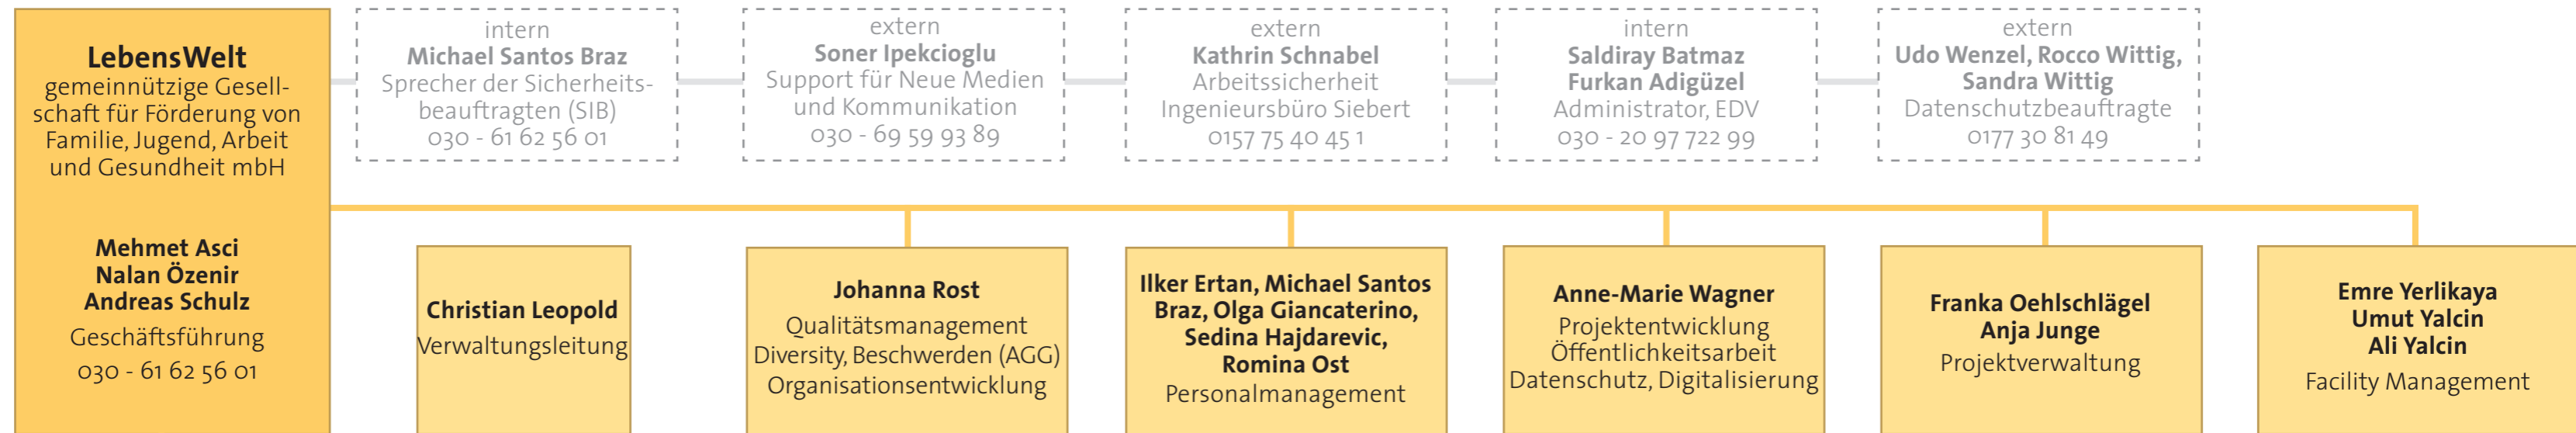 LebensWelt
gemeinnützige Gesell-
schaft für Förderung von
Familie, Jugend, Arbeit
und Gesundheit mbH
Mehmet Asci
Nalan Özenir
Andreas Schulz
Geschäftsführung
030 - 61 62 56 01
intern
Michael Santos Braz
Sprecher der Sicherheits-
beauftragten (SIB)
030 - 61 62 56 01
extern
Soner Ipekcioglu
Support für Neue Medien
und Kommunikation
030 - 69 59 93 89
extern
Kathrin Schnabel
Arbeitssicherheit
Ingenieursbüro Siebert
0157 75 40 45 1
intern
Saldiray Batmaz
Furkan Adigüzel
Administrator, EDV
030 - 20 97 722 99
extern
Udo Wenzel, Rocco Wittig,
Sandra Wittig
Datenschutzbeauftragte
0177 30 81 49
Christian Leopold
Verwaltungsleitung
Johanna Rost
Qualitätsmanagement
Diversity, Beschwerden (AGG)
Organisationsentwicklung
Ilker Ertan, Michael Santos
Braz, Olga Giancaterino,
Sedina Hajdarevic,
Romina Ost
Personalmanagement
Anne-Marie Wagner
Projektentwicklung
Öffentlichkeitsarbeit
Datenschutz, Digitalisierung
Franka Oehlschlägel
Anja Junge
Projektverwaltung
Emre Yerlikaya
Umut Yalcin
Ali Yalcin
Facility Management